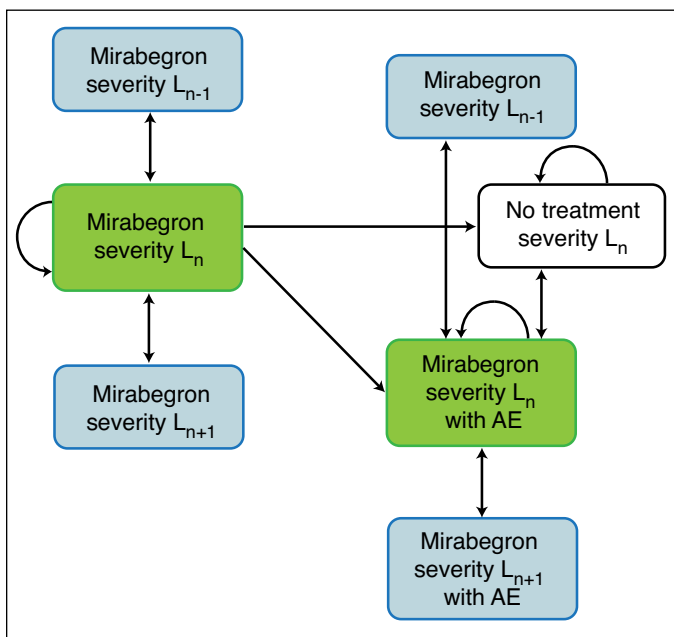 Mirabegron
severity Ln-1
Mirabegron
severity Ln-1
Mirabegron
severity Ln
No treatment
severity Ln
Mirabegron
severity Ln+1
Mirabegron
severity Ln
with AE
Mirabegron
severity Ln+1
with AE